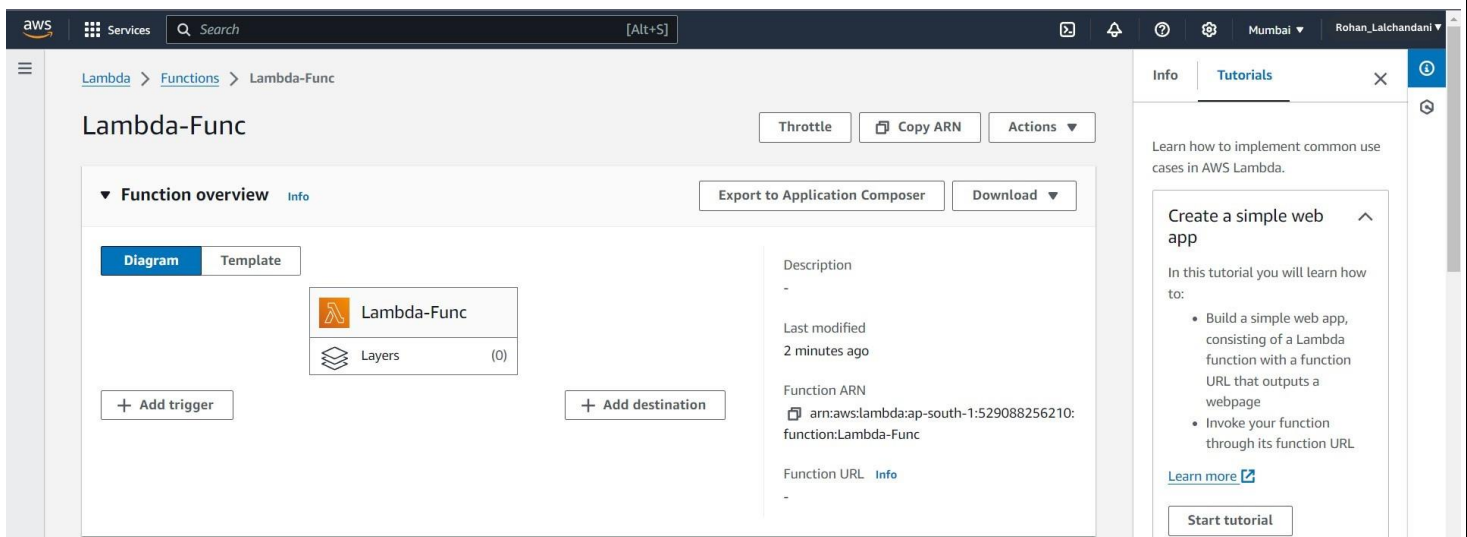 aws Services Search [Alt+S] Mumbai ▼ Rohan_Lalchandani ▼
Lambda > Functions > Lambda-Func
Lambda-Func
Throttle Copy ARN Actions ▼
▼ Function overview Info
Export to Application Composer Download ▼
Diagram Template
Lambda-Func
Layers (0)
+ Add trigger
+ Add destination
Description
-
Last modified
2 minutes ago
Function ARN
arn:aws:lambda:ap-south-1:529088256210:
function:Lambda-Func
Function URL Info
-
Info Tutorials
Learn how to implement common use
cases in AWS Lambda.
Create a simple web
app
In this tutorial you will learn how
to:
• Build a simple web app,
consisting of a Lambda
function with a function
URL that outputs a
webpage
• Invoke your function
through its function URL
Learn more
Start tutorial